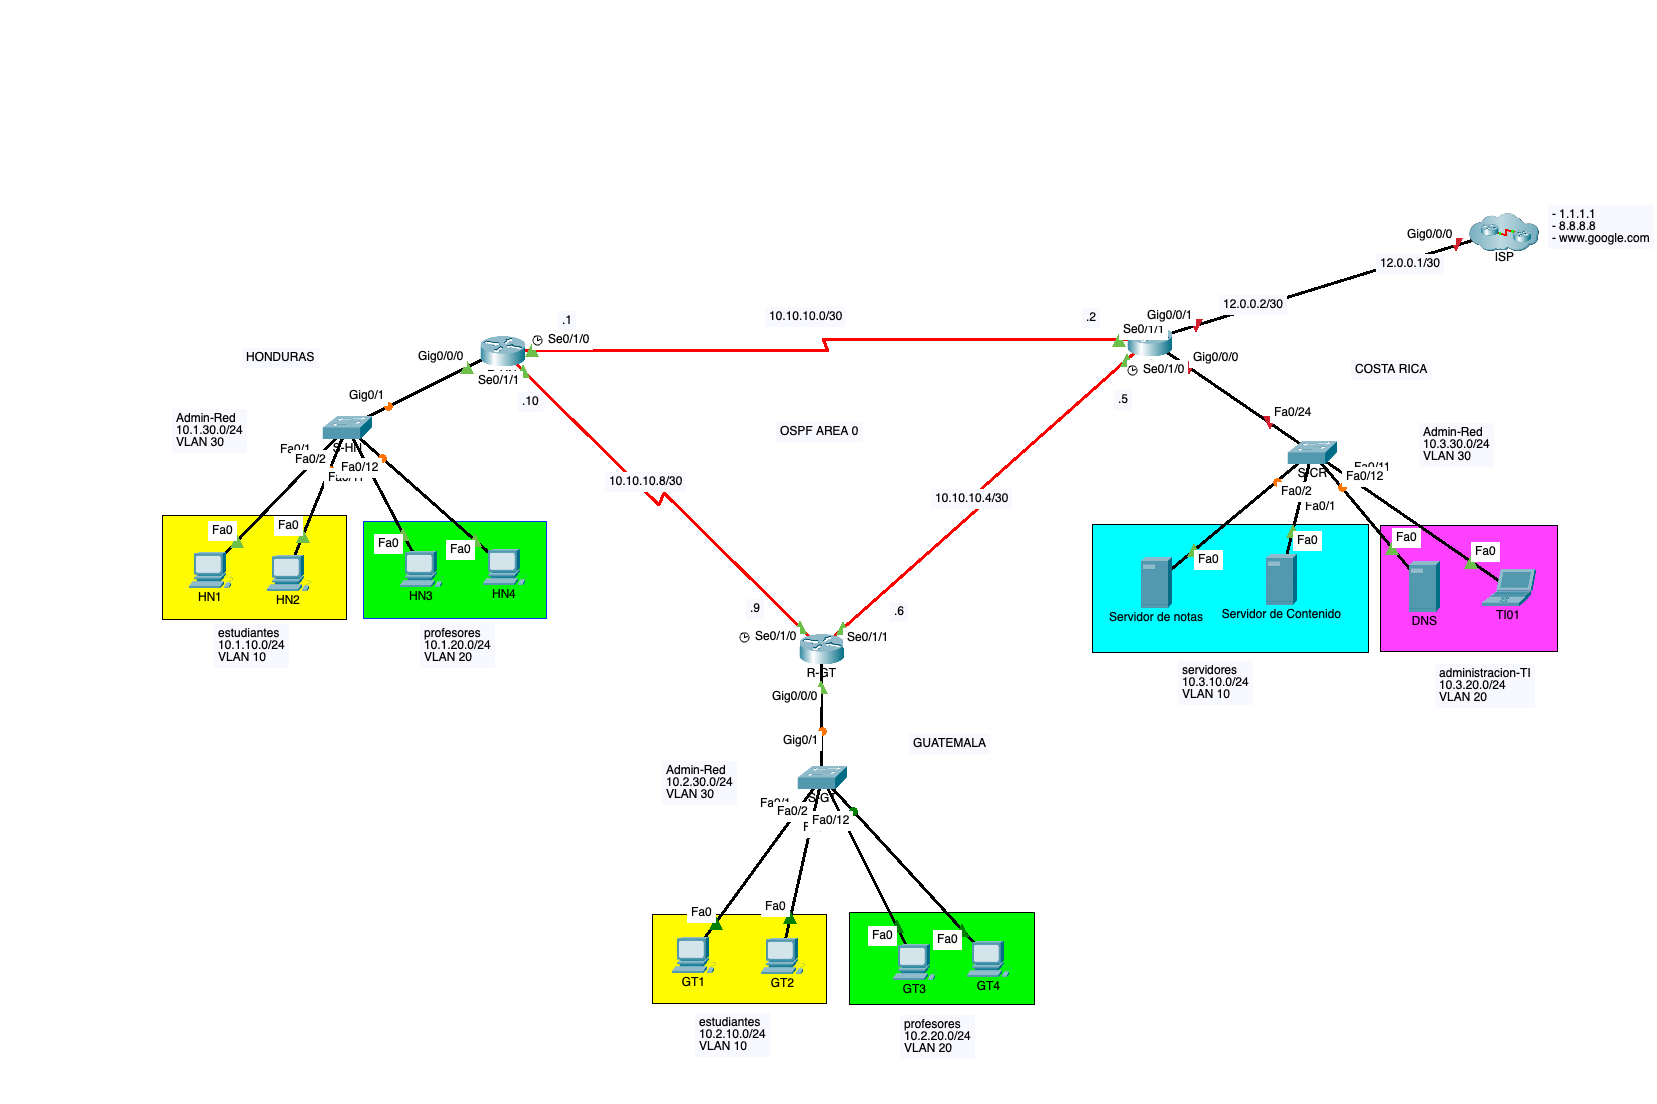 - 1.1.1.1
- 8.8.8.8
- www.google.com
Gig0/0/0
ISP
12.0.0.1/30
12.0.0.2/30
Gig0/0/1
.1
10.10.10.0/30
.2
Se0/1/0
Se0/1/1
HONDURAS
Gig0/0/0
Se0/1/1
Se0/1/0
Gig0/0/0
COSTA RICA
Gig0/1
.10
.5
Fa0/24
Admin-Red
10.1.30.0/24
VLAN 30
OSPF AREA 0
Admin-Red
10.3.30.0/24
VLAN 30
S-HN
Fa0/1
Fa0/2
Fa0/12
S-CR
Fa0/11
Fa0/12
10.10.10.8/30
10.10.10.4/30
Fa0/2
Fa0/1
Fa0
Fa0
Fa0
Fa0
Fa0
Fa0
Fa0
Fa0
HN1
HN2
HN3
HN4
Servidor de notas
Servidor de Contenido
DNS
TI01
estudiantes
10.1.10.0/24
VLAN 10
profesores
10.1.20.0/24
VLAN 20
.9
.6
Se0/1/0
Se0/1/1
R-GT
servidores
10.3.10.0/24
VLAN 10
administracion-TI
10.3.20.0/24
VLAN 20
Gig0/0/0
Gig0/1
GUATEMALA
Admin-Red
10.2.30.0/24
VLAN 30
S-GT
Fa0/1
Fa0/2
Fa0/12
Fa0
Fa0
Fa0
Fa0
GT1
GT2
GT3
GT4
estudiantes
10.2.10.0/24
VLAN 10
profesores
10.2.20.0/24
VLAN 20